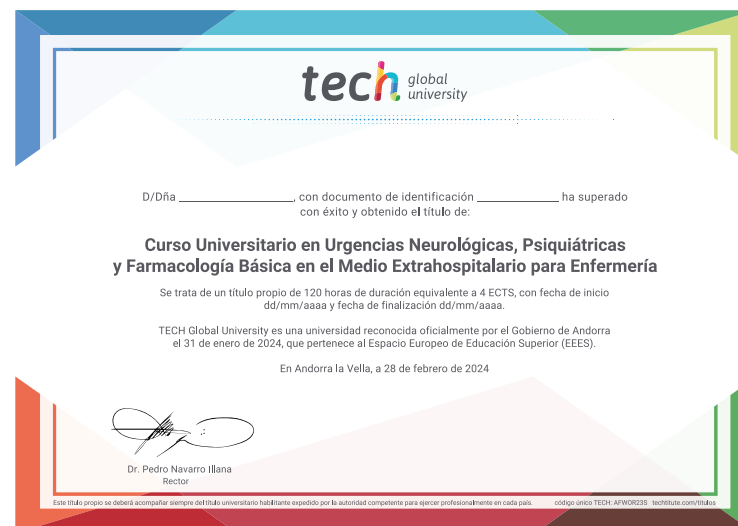 tech global
university
D/Dña ______________, con documento de identificación ______________ ha superado
con éxito y obtenido el título de:
Curso Universitario en Urgencias Neurológicas, Psiquiátricas
y Farmacología Básica en el Medio Extrahospitalario para Enfermería
Se trata de un título propio de 120 horas de duración equivalente a 4 ECTS, con fecha de inicio
dd/mm/aaaa y fecha de finalización dd/mm/aaaa.
TECH Global University es una universidad reconocida oficialmente por el Gobierno de Andorra
el 31 de enero de 2024, que pertenece al Espacio Europeo de Educación Superior (EEES).
En Andorra la Vella, a 28 de febrero de 2024
Dr. Pedro Navarro Illana
Rector
Este título propio se deberá acompañar siempre del título universitario habilitante expedido por la autoridad competente para ejercer profesionalmente en cada país. código único TECH: AFWOR23S techtitute.com/titulos